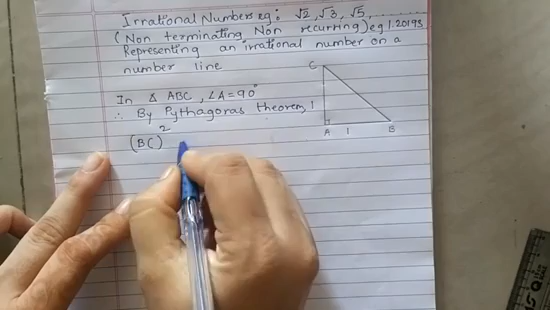 Irrational Numbers eg: √2, √3, √5, .......
(Non terminating Non recurring) eg 1.20193
Representing an irrational number on a
number line
C
In △ ABC, ∠A = 90°
∴ By Pythagoras theorem, 1
A 1 B
(BC)²